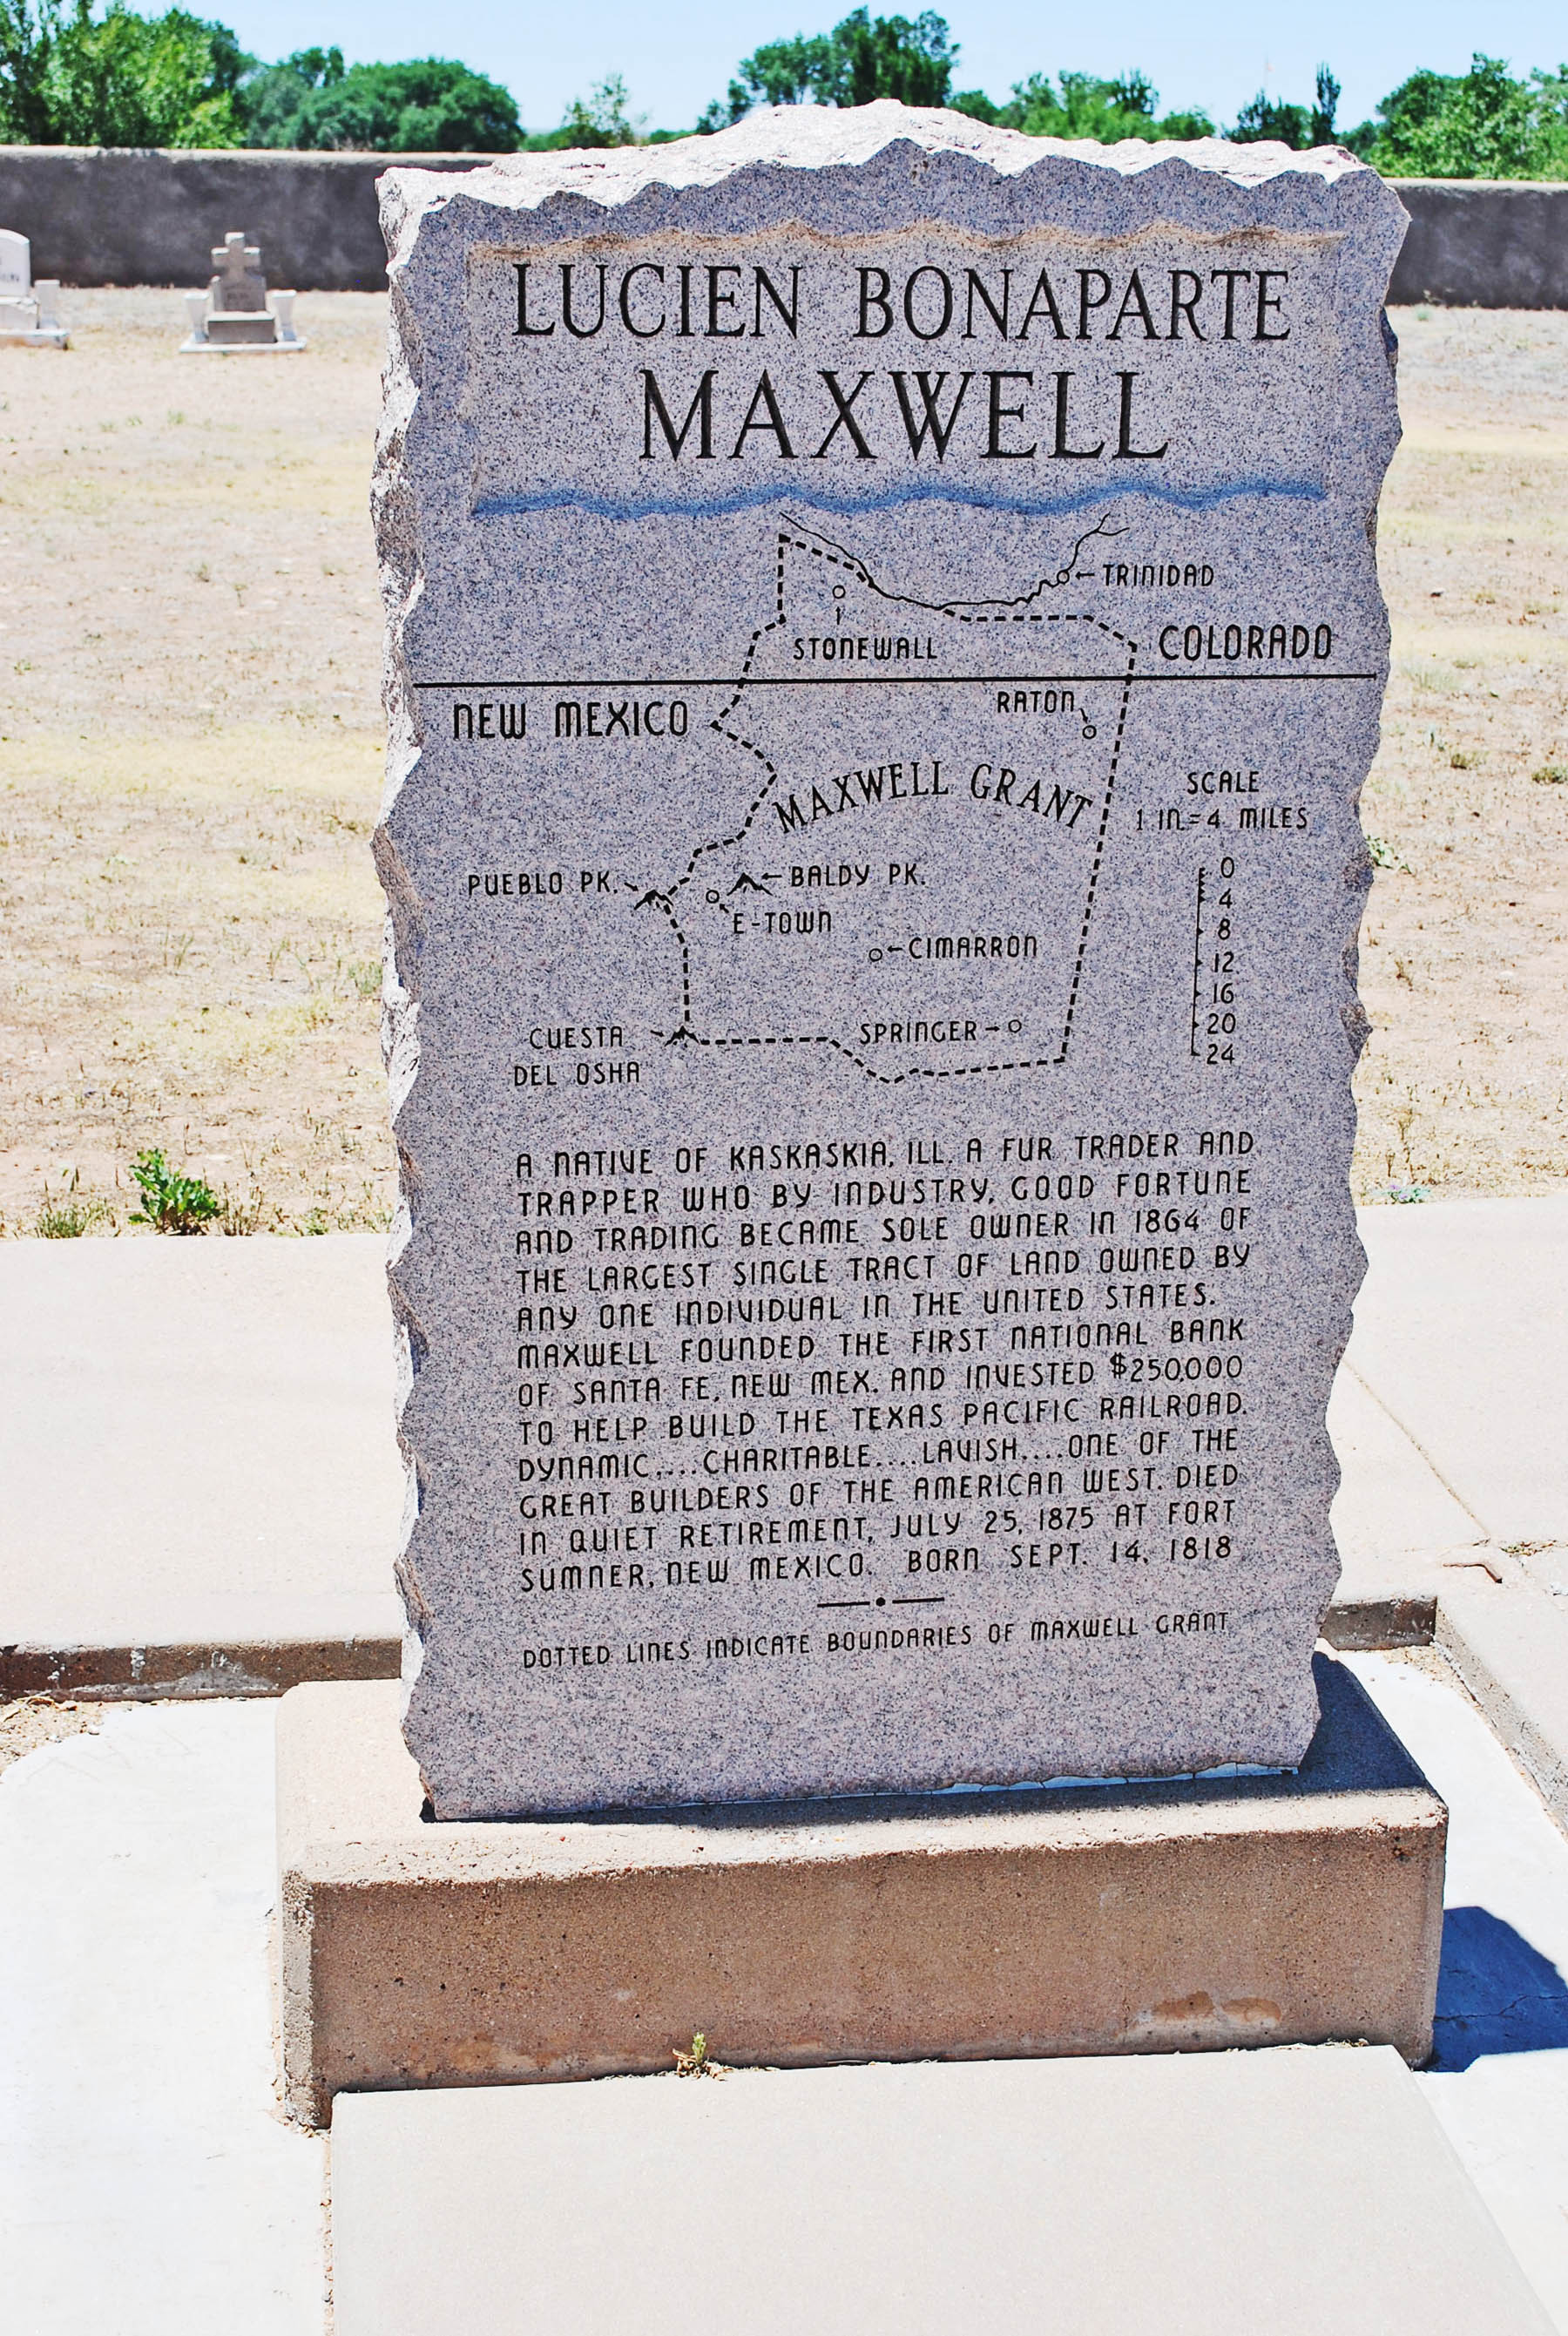 LUCIEN BONAPARTE
MAXWELL
TRINIDAD
STONEWALL
COLORADO
NEW MEXICO
RATON
MAXWELL GRANT
SCALE
1 IN.=4 MILES
0
4
8
12
16
20
24
PUEBLO PK.
BALDY PK.
E-TOWN
CIMARRON
SPRINGER
CUESTA
DEL OSHA
A NATIVE OF KASKASKIA, ILL. A FUR TRADER AND
TRAPPER WHO BY INDUSTRY, GOOD FORTUNE
AND TRADING BECAME SOLE OWNER IN 1864 OF
THE LARGEST SINGLE TRACT OF LAND OWNED BY
ANY ONE INDIVIDUAL IN THE UNITED STATES.
MAXWELL FOUNDED THE FIRST NATIONAL BANK
OF SANTA FE, NEW MEX. AND INVESTED $250,000
TO HELP BUILD THE TEXAS PACIFIC RAILROAD.
DYNAMIC....CHARITABLE....LAVISH....ONE OF THE
GREAT BUILDERS OF THE AMERICAN WEST. DIED
IN QUIET RETIREMENT, JULY 25, 1875 AT FORT
SUMNER, NEW MEXICO. BORN SEPT. 14, 1818
DOTTED LINES INDICATE BOUNDARIES OF MAXWELL GRANT